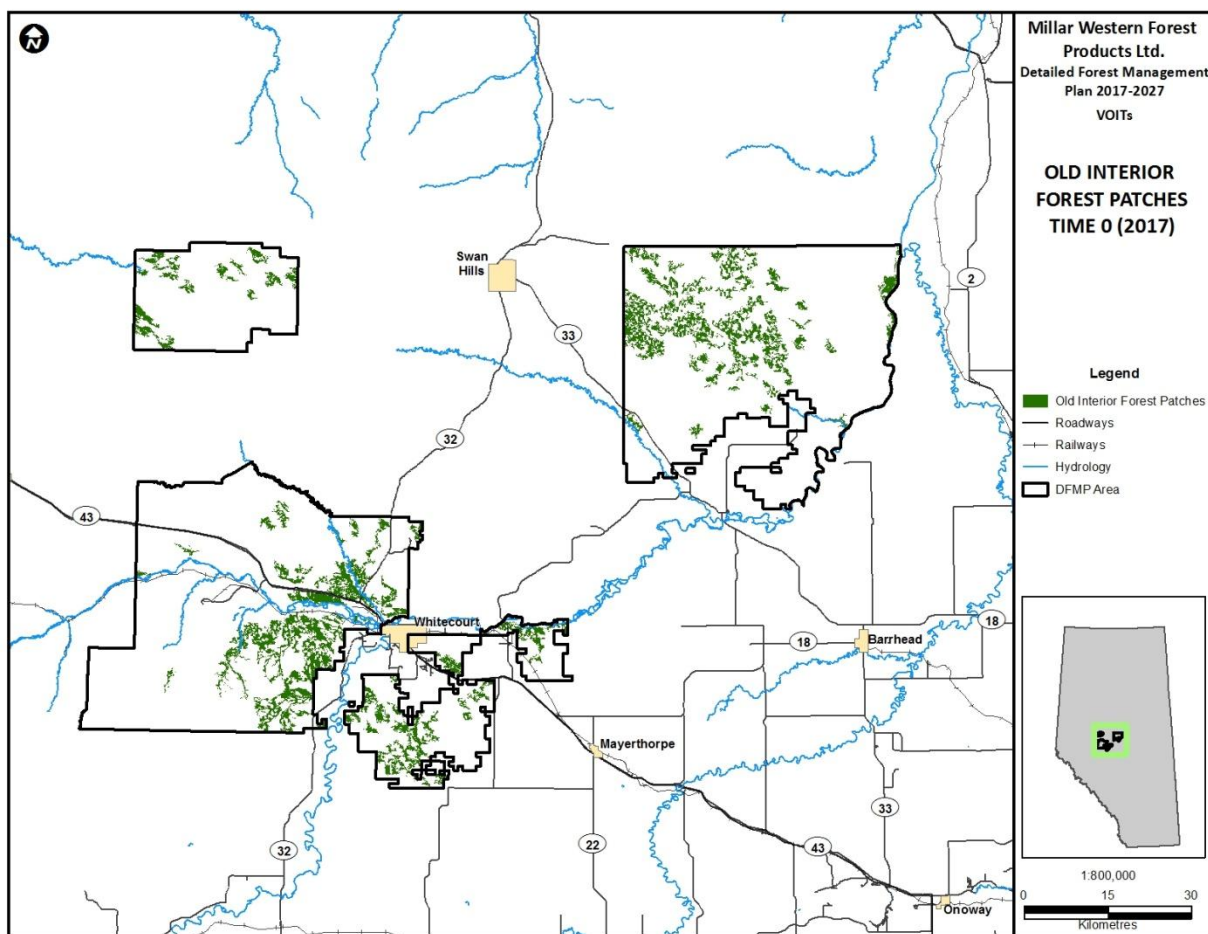 N
Swan
Hills
33
2
32
43
Whitecourt
18
18
Barrhead
Mayerthorpe
33
32
22
43
Onoway
Millar Western Forest
Products Ltd.
Detailed Forest Management
Plan 2017-2027
VOITs
OLD INTERIOR
FOREST PATCHES
TIME 0 (2017)
Legend
Old Interior Forest Patches
Roadways
Railways
Hydrology
DFMP Area
1:800,000
0 15 30
Kilometres